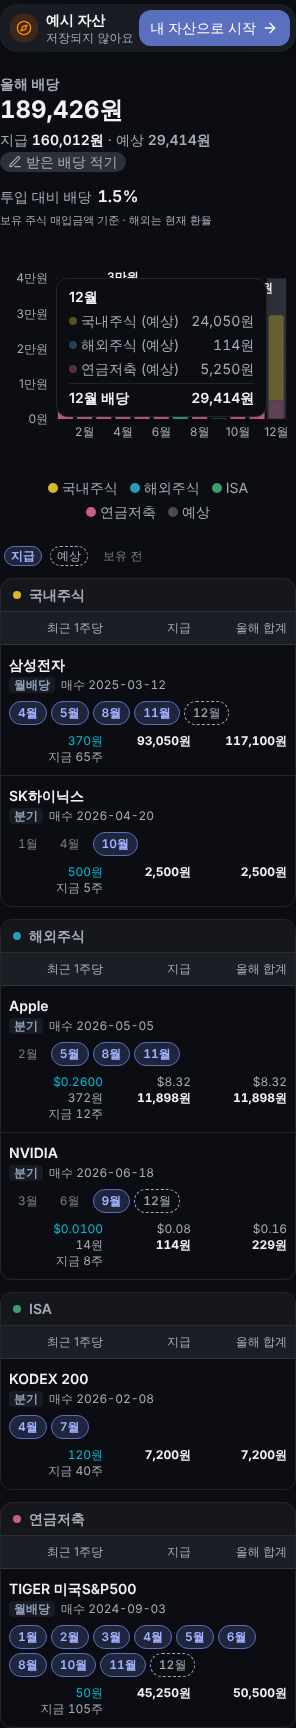 예시 자산
저장되지 않아요
내 자산으로 시작 →
올해 배당
189,426원
지급 160,012원 · 예상 29,414원
받은 배당 적기
투입 대비 배당 1.5%
보유 주식 매입금액 기준 · 해외는 현재 환율
4만원
3만원
2만원
1만원
0원
3만원
원
12월
국내주식 (예상) 24,050원
해외주식 (예상) 114원
연금저축 (예상) 5,250원
12월 배당 29,414원
2월 4월 6월 8월 10월 12월
국내주식 해외주식 ISA
연금저축 예상
지급 예상 보유 전
국내주식
최근 1주당 지급 올해 합계
삼성전자
월배당 매수 2025-03-12
4월 5월 8월 11월 12월
370원 93,050원 117,100원
지금 65주
SK하이닉스
분기 매수 2026-04-20
1월 4월 10월
500원 2,500원 2,500원
지금 5주
해외주식
최근 1주당 지급 올해 합계
Apple
분기 매수 2026-05-05
2월 5월 8월 11월
$0.2600 $8.32 $8.32
372원 11,898원 11,898원
지금 12주
NVIDIA
분기 매수 2026-06-18
3월 6월 9월 12월
$0.0100 $0.08 $0.16
14원 114원 229원
지금 8주
ISA
최근 1주당 지급 올해 합계
KODEX 200
분기 매수 2026-02-08
4월 7월
120원 7,200원 7,200원
지금 40주
연금저축
최근 1주당 지급 올해 합계
TIGER 미국S&P500
월배당 매수 2024-09-03
1월 2월 3월 4월 5월 6월
8월 10월 11월 12월
50원 45,250원 50,500원
지금 105주